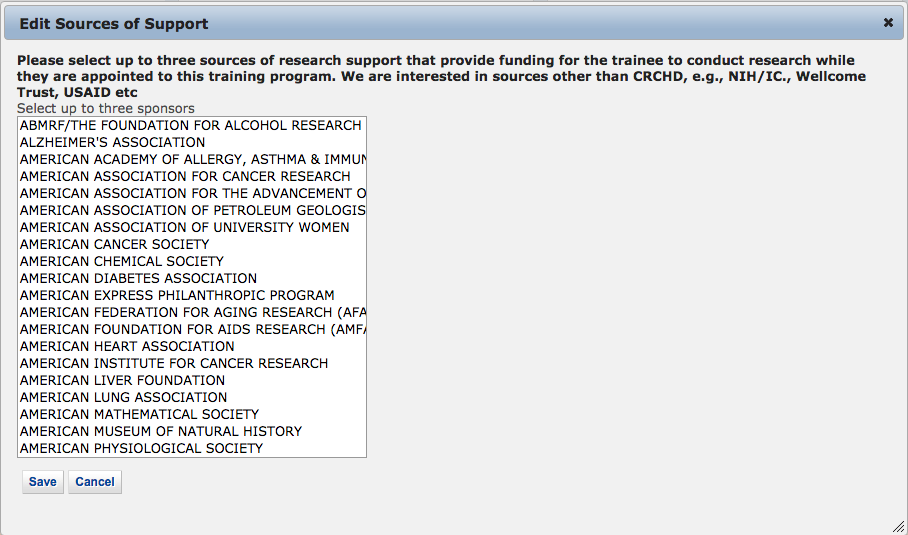 Edit Sources of Support
Please select up to three sources of research support that provide funding for the trainee to conduct research while
they are appointed to this training program. We are interested in sources other than CRCHD, e.g., NIH/IC., Wellcome
Trust, USAID etc
Select up to three sponsors
ABMRF/THE FOUNDATION FOR ALCOHOL RESEARCH
ALZHEIMER'S ASSOCIATION
AMERICAN ACADEMY OF ALLERGY, ASTHMA & IMMUN
AMERICAN ASSOCIATION FOR CANCER RESEARCH
AMERICAN ASSOCIATION FOR THE ADVANCEMENT O
AMERICAN ASSOCIATION OF PETROLEUM GEOLOGIS
AMERICAN ASSOCIATION OF UNIVERSITY WOMEN
AMERICAN CANCER SOCIETY
AMERICAN CHEMICAL SOCIETY
AMERICAN DIABETES ASSOCIATION
AMERICAN EXPRESS PHILANTHROPIC PROGRAM
AMERICAN FEDERATION FOR AGING RESEARCH (AFA
AMERICAN FOUNDATION FOR AIDS RESEARCH (AMFA
AMERICAN HEART ASSOCIATION
AMERICAN INSTITUTE FOR CANCER RESEARCH
AMERICAN LIVER FOUNDATION
AMERICAN LUNG ASSOCIATION
AMERICAN MATHEMATICAL SOCIETY
AMERICAN MUSEUM OF NATURAL HISTORY
AMERICAN PHYSIOLOGICAL SOCIETY
Save Cancel